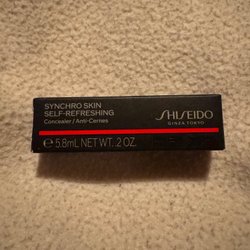 SYNCHRO SKIN
SELF-REFRESHING
Concealer / Anti-Cernes
SHISEIDO
GINZA TOKYO
e 5.8mL NET WT. .2 OZ.